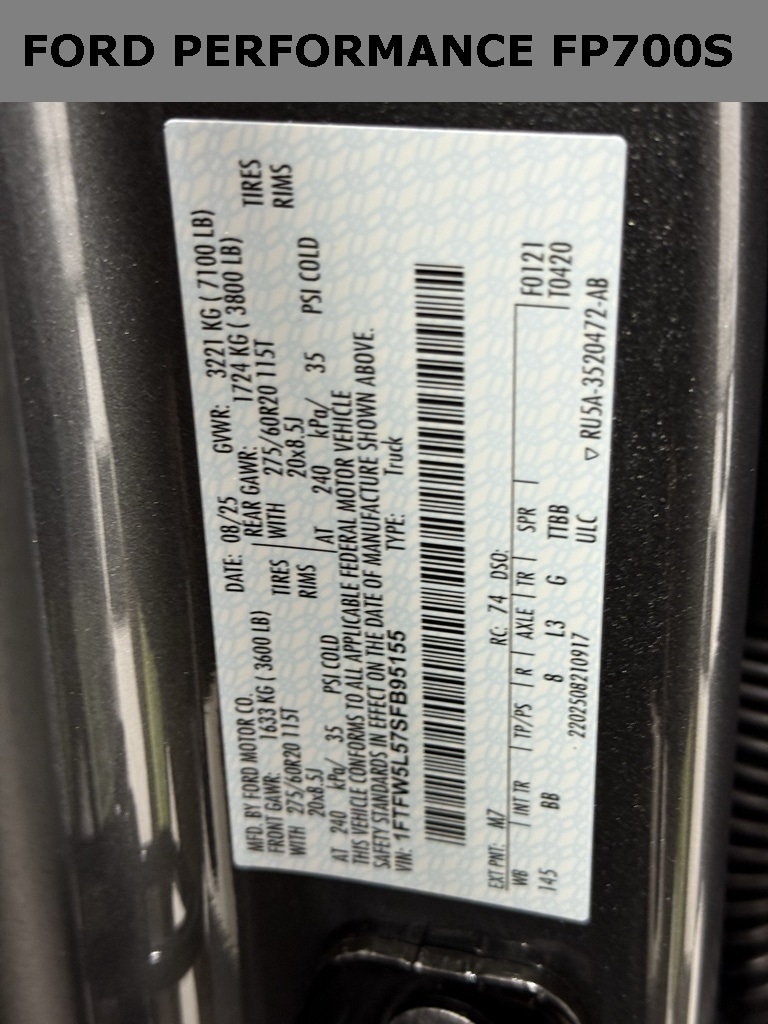 FORD PERFORMANCE FP700S
MFD. BY FORD MOTOR CO.
DATE: 08/25 GVWR: 3221 KG ( 7100 LB)
FRONT GAWR: 1633 KG ( 3600 LB)
REAR GAWR: 1724 KG ( 3800 LB)
WITH 275/60R20 115T TIRES
WITH 275/60R20 115T TIRES
20x8.5J RIMS
20x8.5J RIMS
AT 240 kPa/ 35 PSI COLD
AT 240 kPa/ 35 PSI COLD
THIS VEHICLE CONFORMS TO ALL APPLICABLE FEDERAL MOTOR VEHICLE
SAFETY STANDARDS IN EFFECT ON THE DATE OF MANUFACTURE SHOWN ABOVE.
VIN: 1FTFW5L57SFB95155 TYPE: Truck
EXT PNT: M7 RC: 74 DSO:
F0121
WB INT TR TP/PS R AXLE TR SPR
T0420
145 BB 8 L3 G TTBB
2202508210917 ULC ▽ RU5A-3520472-AB